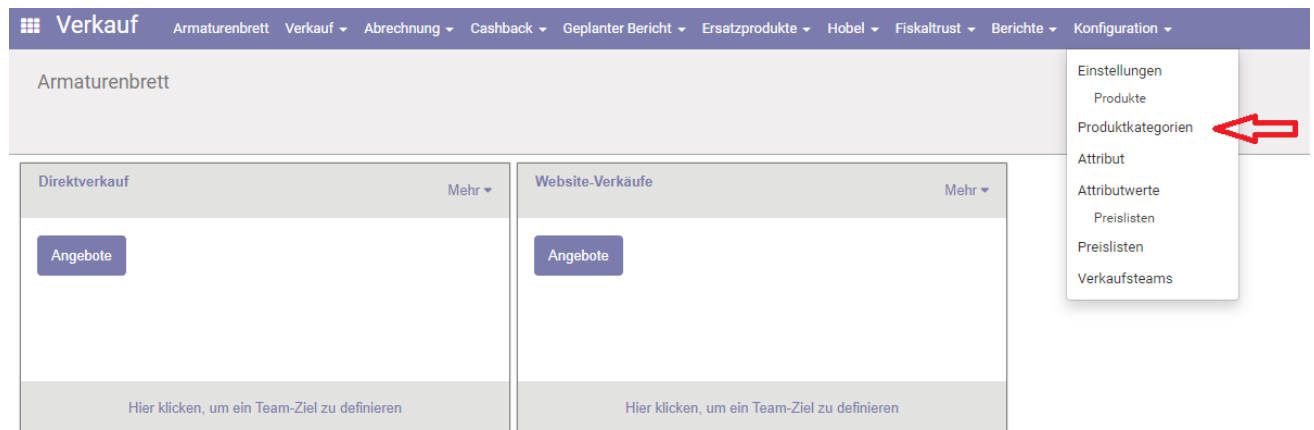 Verkauf Armaturenbrett Verkauf Abrechnung Cashback Geplanter Bericht Ersatzprodukte Hobel Fiskaltrust Berichte Konfiguration
Armaturenbrett
Einstellungen
Produkte
Produktkategorien
Attribut
Attributwerte
Preislisten
Preislisten
Verkaufsteams
Direktverkauf Mehr
Angebote
Hier klicken, um ein Team-Ziel zu definieren
Website-Verkäufe Mehr
Angebote
Hier klicken, um ein Team-Ziel zu definieren